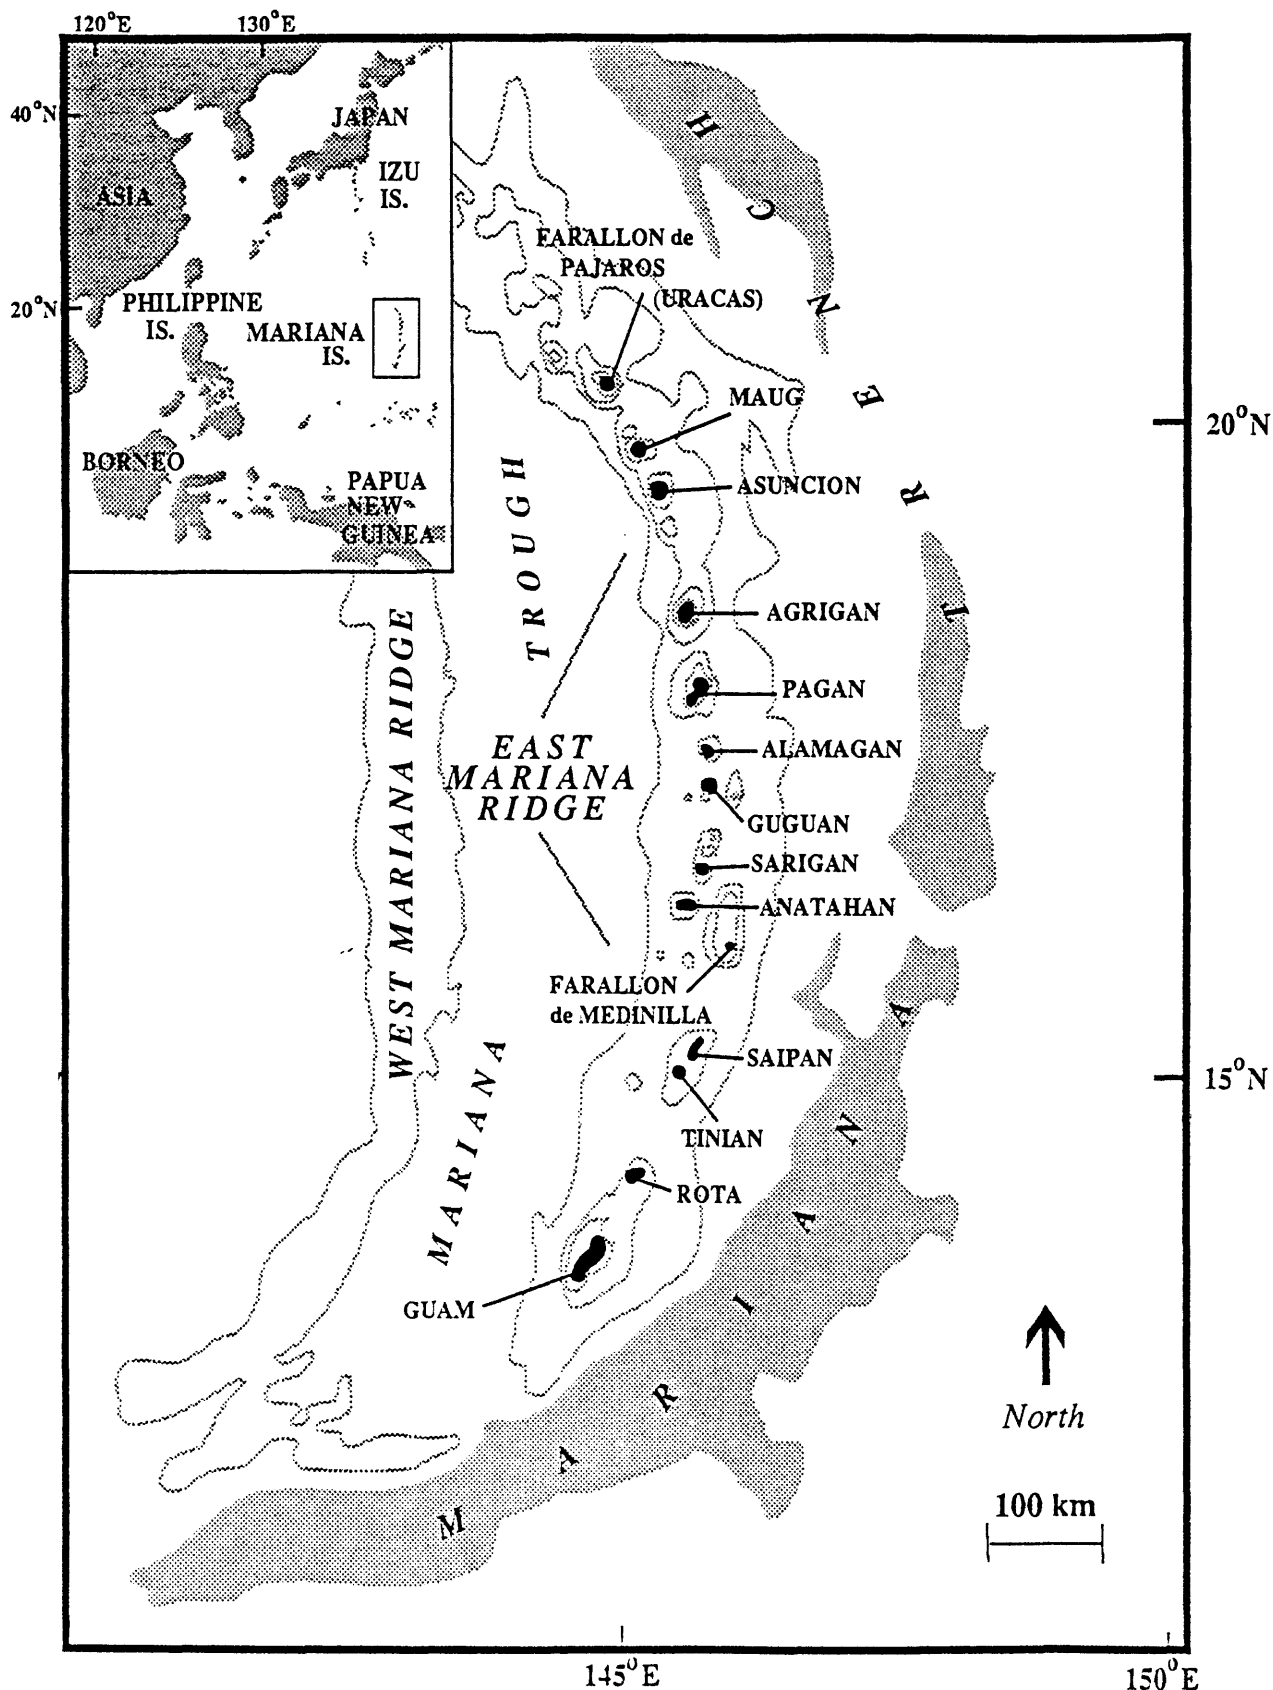 120°E
130°E
40°N
20°N
JAPAN
IZU
IS.
ASIA
PHILIPPINE
IS.
MARIANA
IS.
BORNEO
PAPUA
NEW
GUINEA
FARALLON de
PAJAROS
(URACAS)
MAUG
ASUNCION
AGRIGAN
PAGAN
ALAMAGAN
GUGUAN
SARIGAN
ANATAHAN
FARALLON
de MEDINILLA
SAIPAN
TINIAN
ROTA
GUAM
EAST
MARIANA
RIDGE
WEST MARIANA RIDGE
MARIANA TROUGH
MARIANA TRENCH
20°N
15°N
North
100 km
145°E
150°E